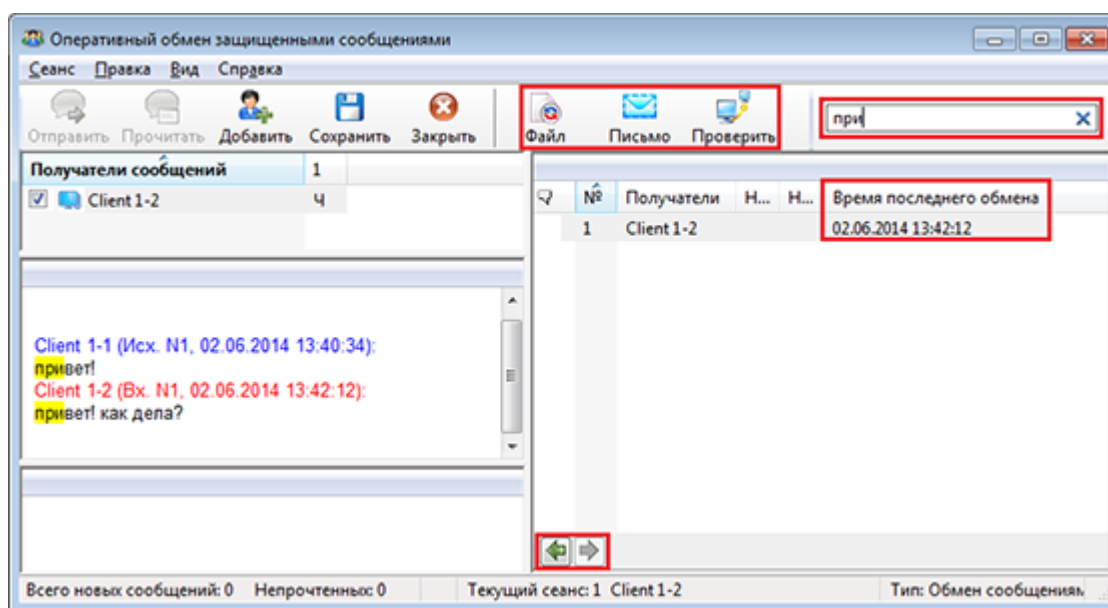 Оперативный обмен защищенными сообщениями
Сеанс Правка Вид Справка
Отправить Прочитать Добавить Сохранить Закрыть Файл Письмо Проверить при
Получатели сообщений 1
Client 1-2 Ч
№ Получатели Н... Н... Время последнего обмена
1 Client 1-2 02.06.2014 13:42:12
Client 1-1 (Исх. N1, 02.06.2014 13:40:34):
привет!
Client 1-2 (Вх. N1, 02.06.2014 13:42:12):
привет! как дела?
Всего новых сообщений: 0 Непрочтенных: 0 Текущий сеанс: 1 Client 1-2 Тип: Обмен сообщениям